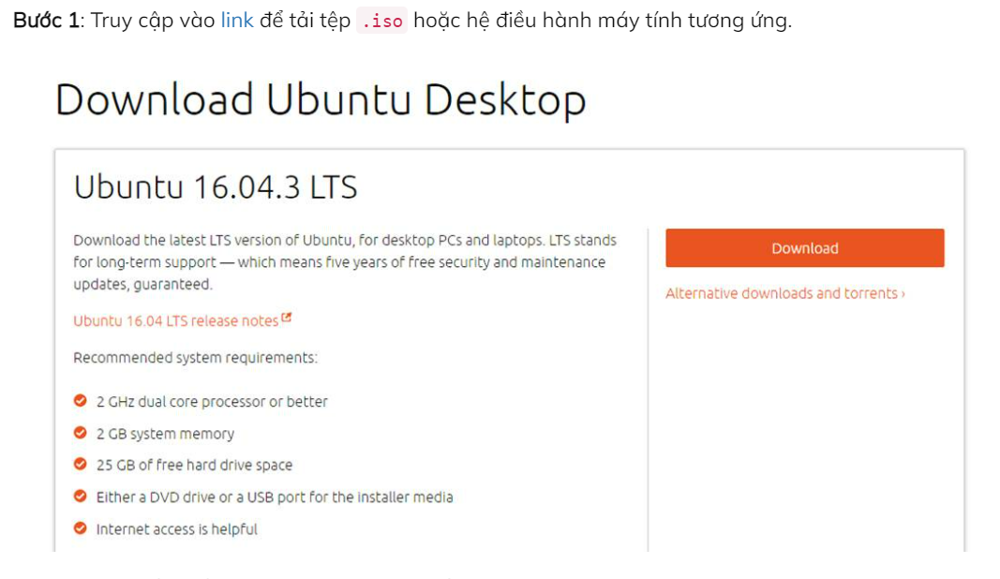 Bước 1: Truy cập vào link để tải tệp .iso hoặc hệ điều hành máy tính tương ứng.
Download Ubuntu Desktop
Ubuntu 16.04.3 LTS
Download the latest LTS version of Ubuntu, for desktop PCs and laptops. LTS stands
for long-term support — which means five years of free security and maintenance
updates, guaranteed.
Ubuntu 16.04 LTS release notes
Recommended system requirements:
2 GHz dual core processor or better
2 GB system memory
25 GB of free hard drive space
Either a DVD drive or a USB port for the installer media
Internet access is helpful
Download
Alternative downloads and torrents ›